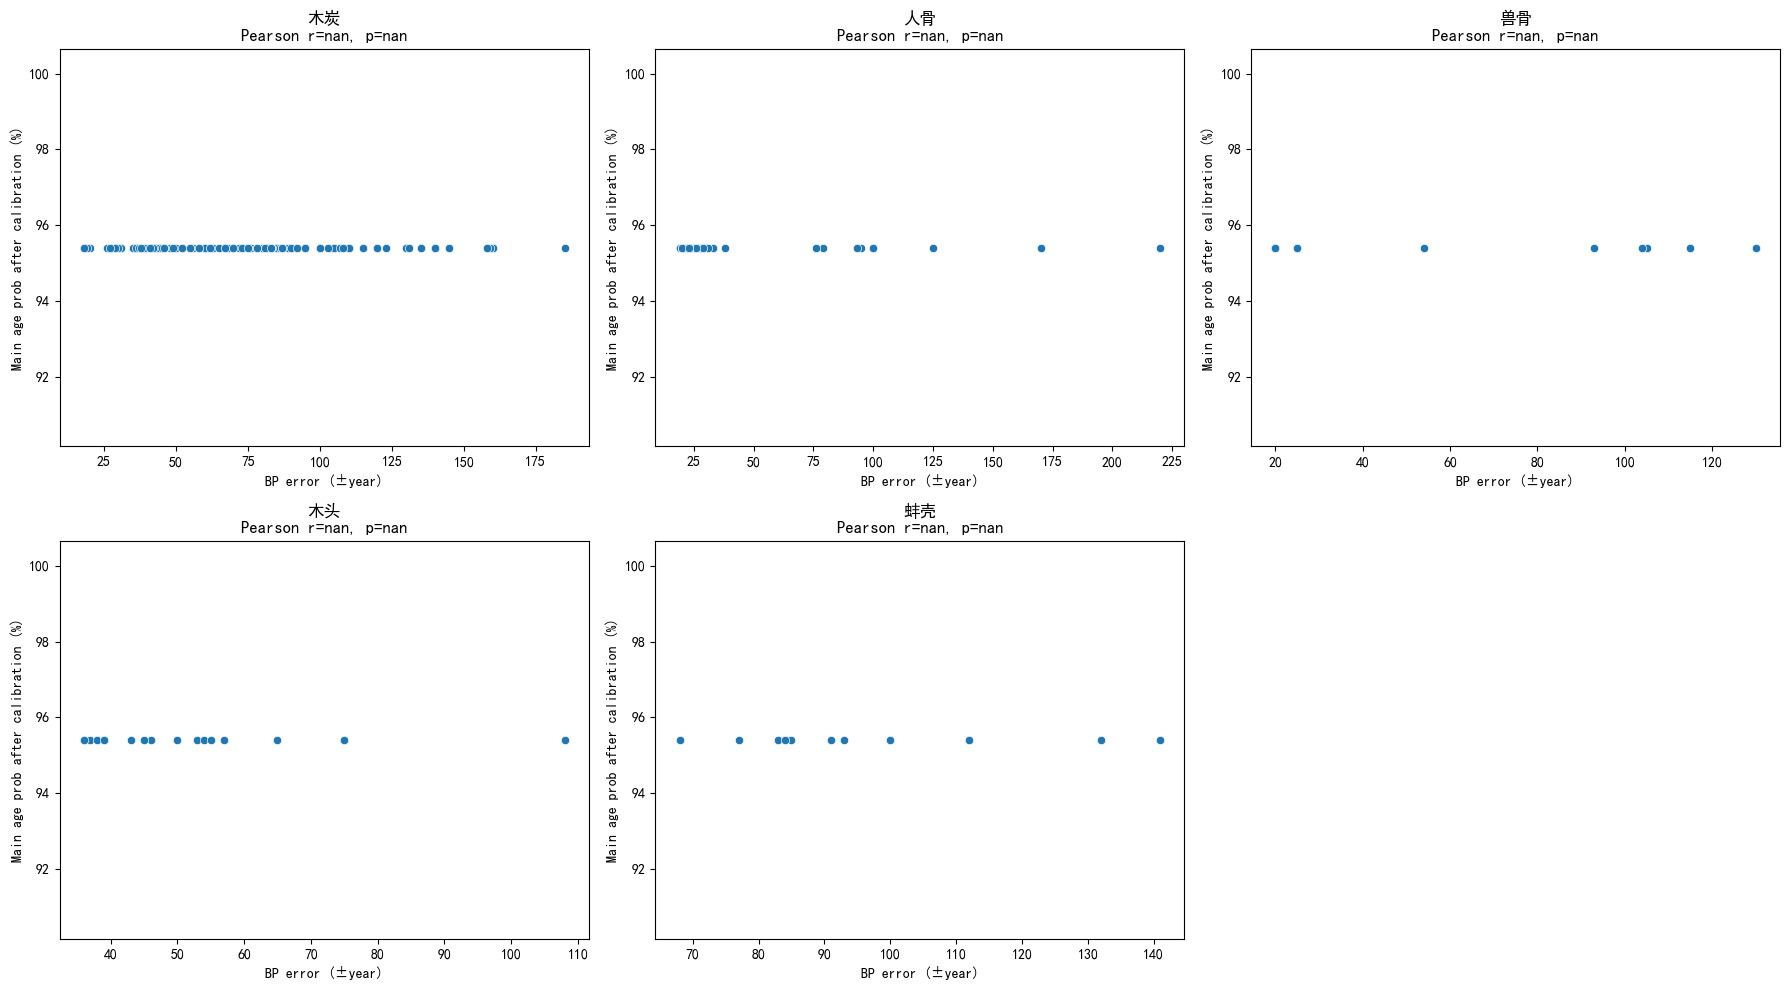 木炭
Pearson r=nan, p=nan
100
98
96
94
92
Main age prob after calibration (%)
25 50 75 100 125 150 175
BP error (±year)
人骨
Pearson r=nan, p=nan
100
98
96
94
92
Main age prob after calibration (%)
25 50 75 100 125 150 175 200 225
BP error (±year)
兽骨
Pearson r=nan, p=nan
100
98
96
94
92
Main age prob after calibration (%)
20 40 60 80 100 120
BP error (±year)
木头
Pearson r=nan, p=nan
100
98
96
94
92
Main age prob after calibration (%)
40 50 60 70 80 90 100 110
BP error (±year)
蚌壳
Pearson r=nan, p=nan
100
98
96
94
92
Main age prob after calibration (%)
70 80 90 100 110 120 130 140
BP error (±year)